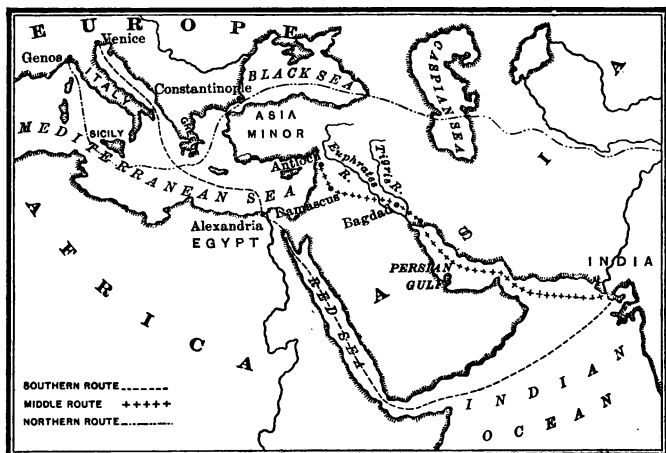 EUROPE
Venice
Genoa
ITALY
Constantinople
BLACK SEA
CASPIAN SEA
ASIA
ASIA
MINOR
SICILY
MEDITERRANEAN SEA
Antioch
Euphrates
R.
Tigris R.
Damascus
Bagdad
Alexandria
EGYPT
AFRICA
RED SEA
PERSIAN
GULF
INDIA
INDIAN
OCEAN
SOUTHERN ROUTE
MIDDLE ROUTE
NORTHERN ROUTE